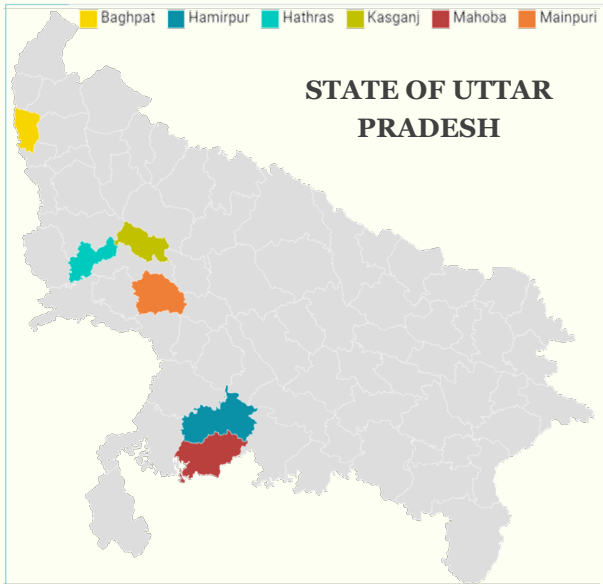 Baghpat Hamirpur Hathras Kasganj Mahoba Mainpuri
STATE OF UTTAR
PRADESH